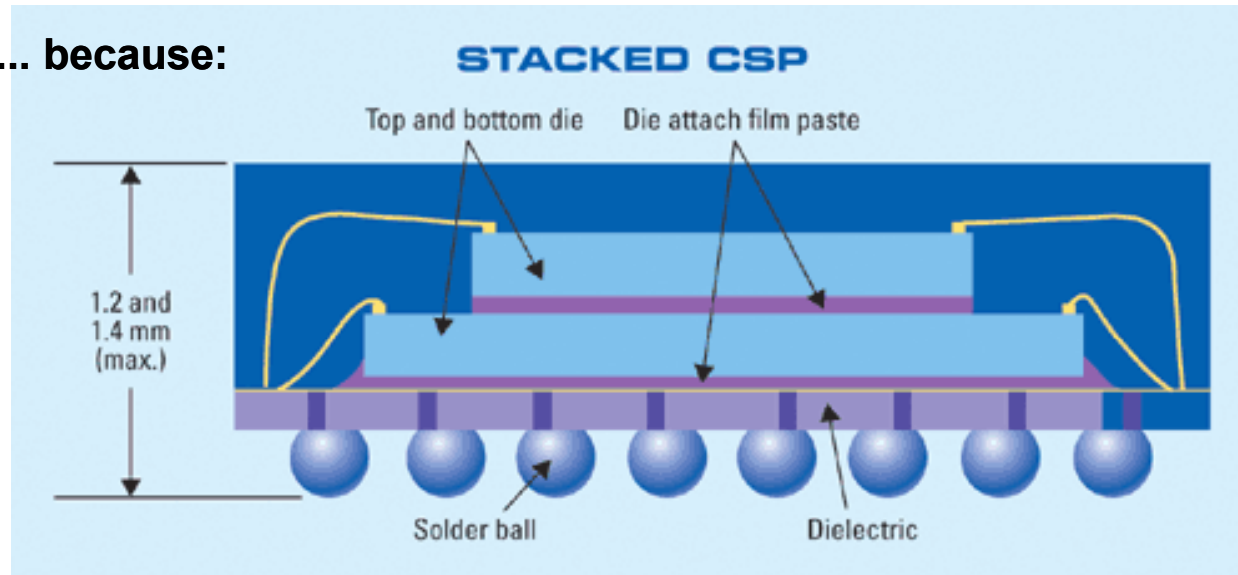 ... because:
STACKED CSP
Top and bottom die
Die attach film paste
1.2 and
1.4 mm
(max.)
Solder ball
Dielectric